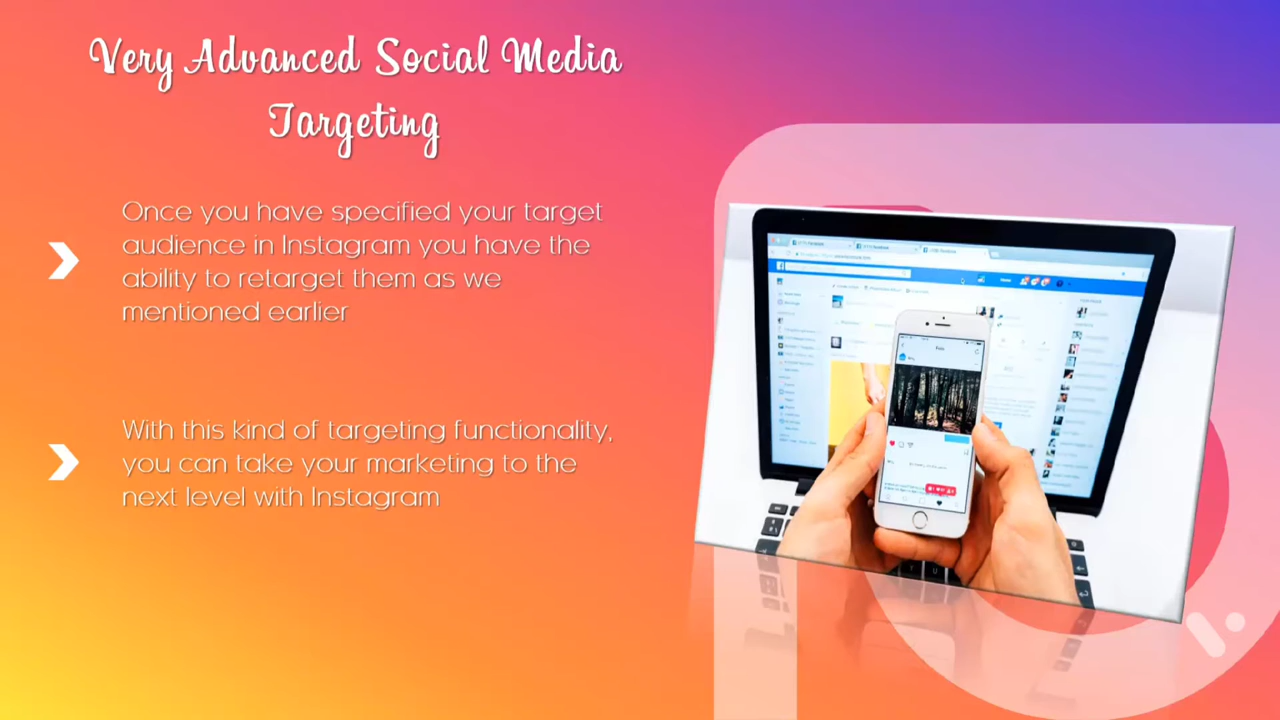 Very Advanced Social Media
Targeting
Once you have specified your target
audience in Instagram you have the
ability to retarget them as we
mentioned earlier
With this kind of targeting functionality,
you can take your marketing to the
next level with Instagram